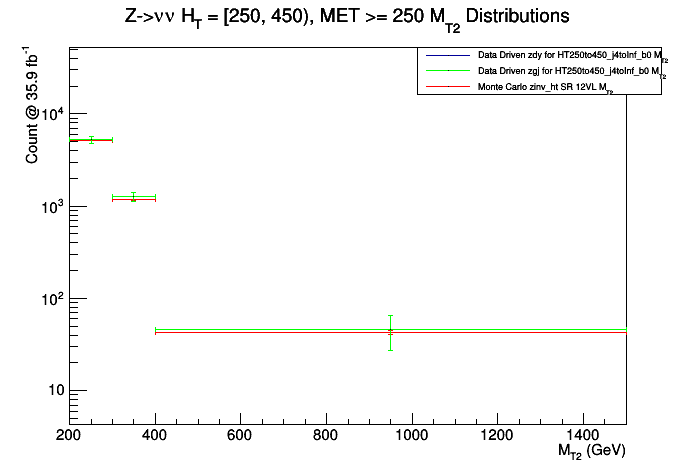 Z->νν H_T = [250, 450), MET >= 250 M_T2 Distributions
Data Driven zdy for HT250to450_j4toInf_b0 M_T2
Data Driven zgj for HT250to450_j4toInf_b0 M_T2
Monte Carlo zinv_ht SR 12VL M_T2
Count @ 35.9 fb^-1
10^4
10^3
10^2
10
200 400 600 800 1000 1200 1400
M_T2 (GeV)